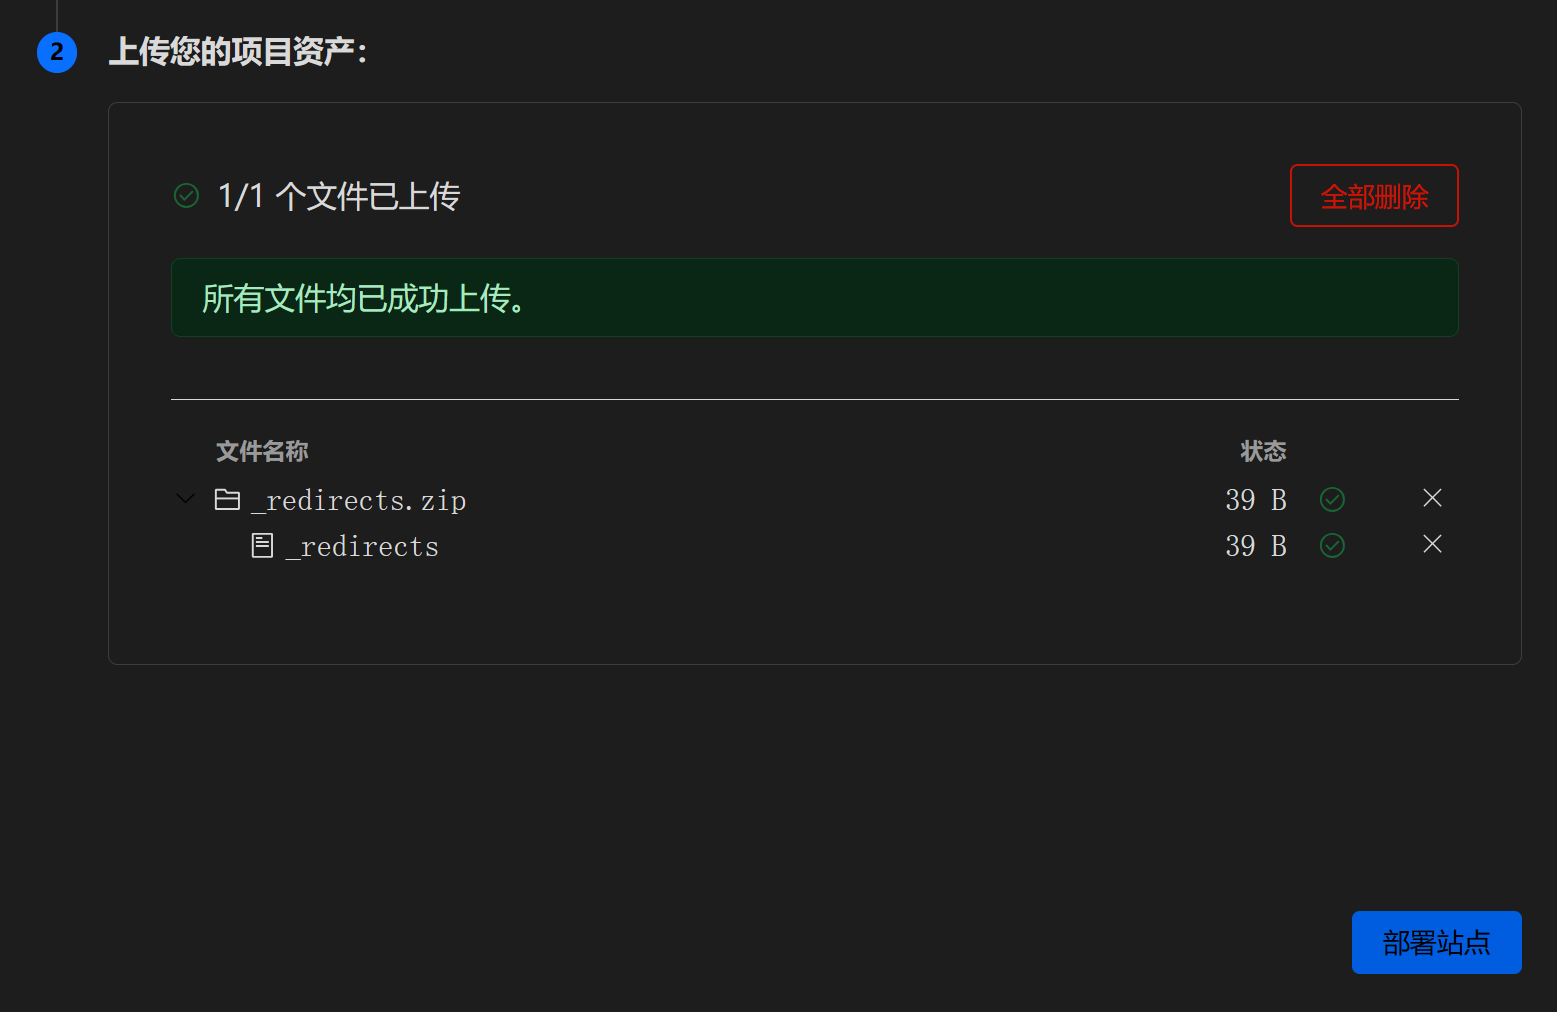 2
上传您的项目资产：
1/1 个文件已上传
全部删除
所有文件均已成功上传。
文件名称 状态
_redirects.zip 39 B
_redirects 39 B
部署站点